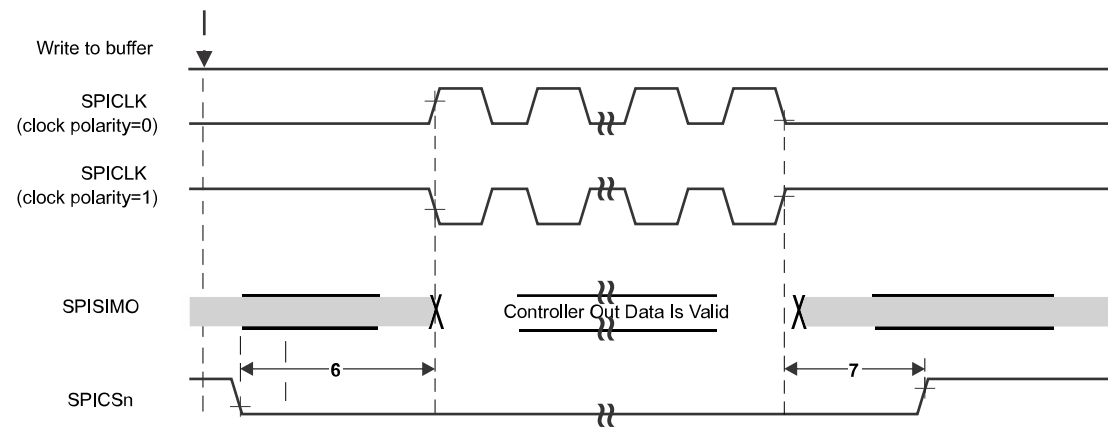 Write to buffer
SPICLK
(clock polarity=0)
SPICLK
(clock polarity=1)
SPISIMO
Controller Out Data Is Valid
6
7
SPICSn